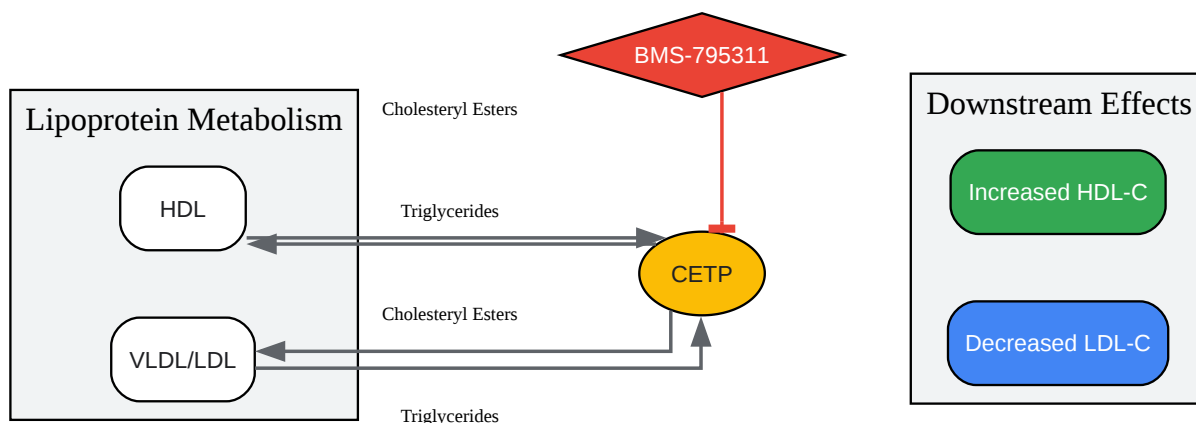 BMS-795311
Lipoprotein Metabolism
Cholesteryl Esters
Downstream Effects
HDL
Triglycerides
Increased HDL-C
CETP
Cholesteryl Esters
VLDL/LDL
Decreased LDL-C
Triglycerides